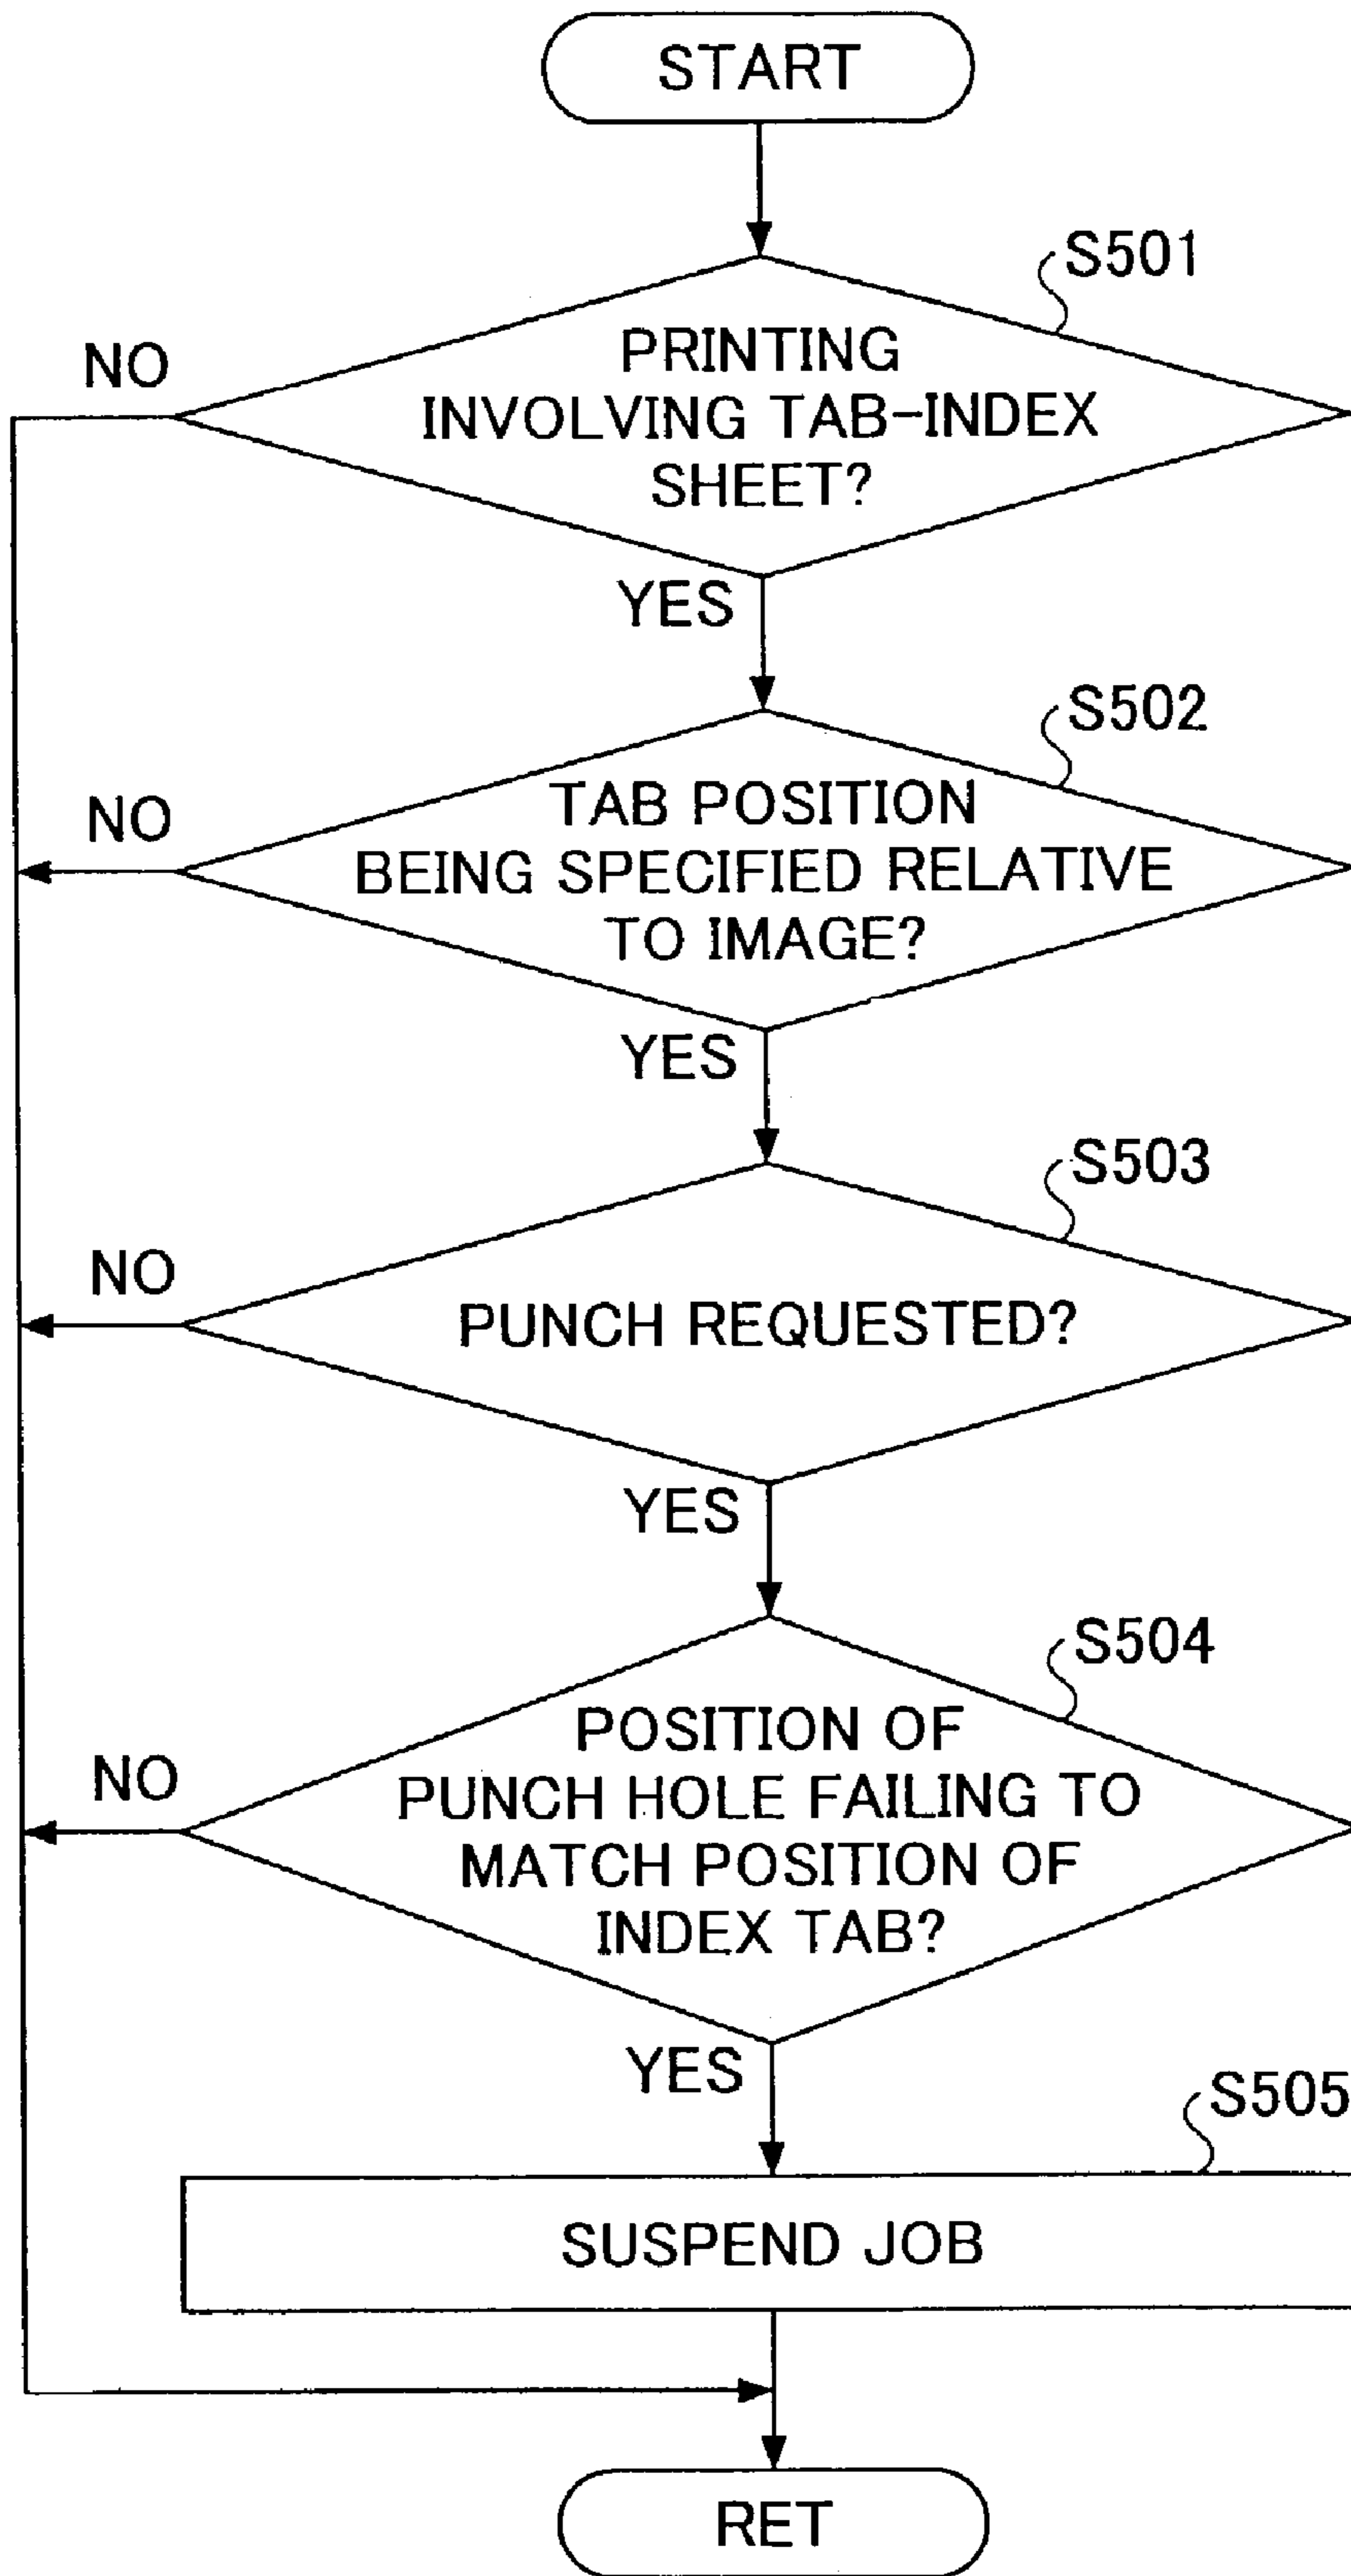 START
S501
NO
PRINTING
INVOLVING TAB-INDEX
SHEET?
YES
S502
NO
TAB POSITION
BEING SPECIFIED RELATIVE
TO IMAGE?
YES
S503
NO
PUNCH REQUESTED?
YES
S504
NO
POSITION OF
PUNCH HOLE FAILING TO
MATCH POSITION OF
INDEX TAB?
YES
S505
SUSPEND JOB
RET